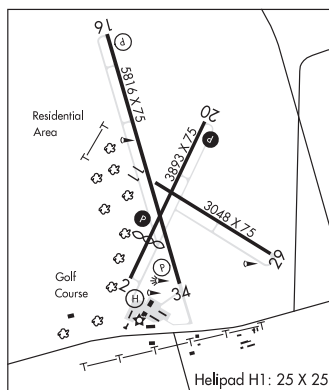 16
P
5816 X 75
Residential
Area
T
T
20
P
3893 X 75
11
3048 X 75
P
29
Golf
Course
P
2
H
34
T
T
T
T
T
Helipad H1: 25 X 25